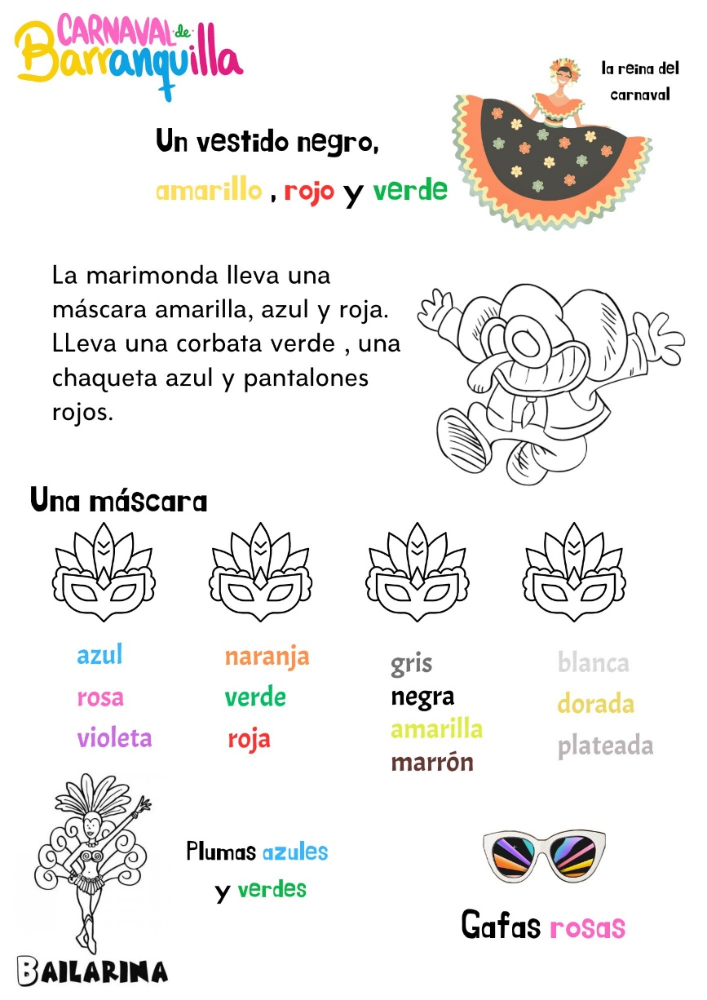 CARNAVAL de
Barranquilla
la reina del
carnaval
Un vestido negro,
amarillo , rojo y verde
La marimonda lleva una
máscara amarilla, azul y roja.
LLeva una corbata verde , una
chaqueta azul y pantalones
rojos.
Una máscara
azul
rosa
violeta
naranja
verde
roja
gris
negra
amarilla
marrón
blanca
dorada
plateada
Plumas azules
y verdes
Gafas rosas
BAILARINA